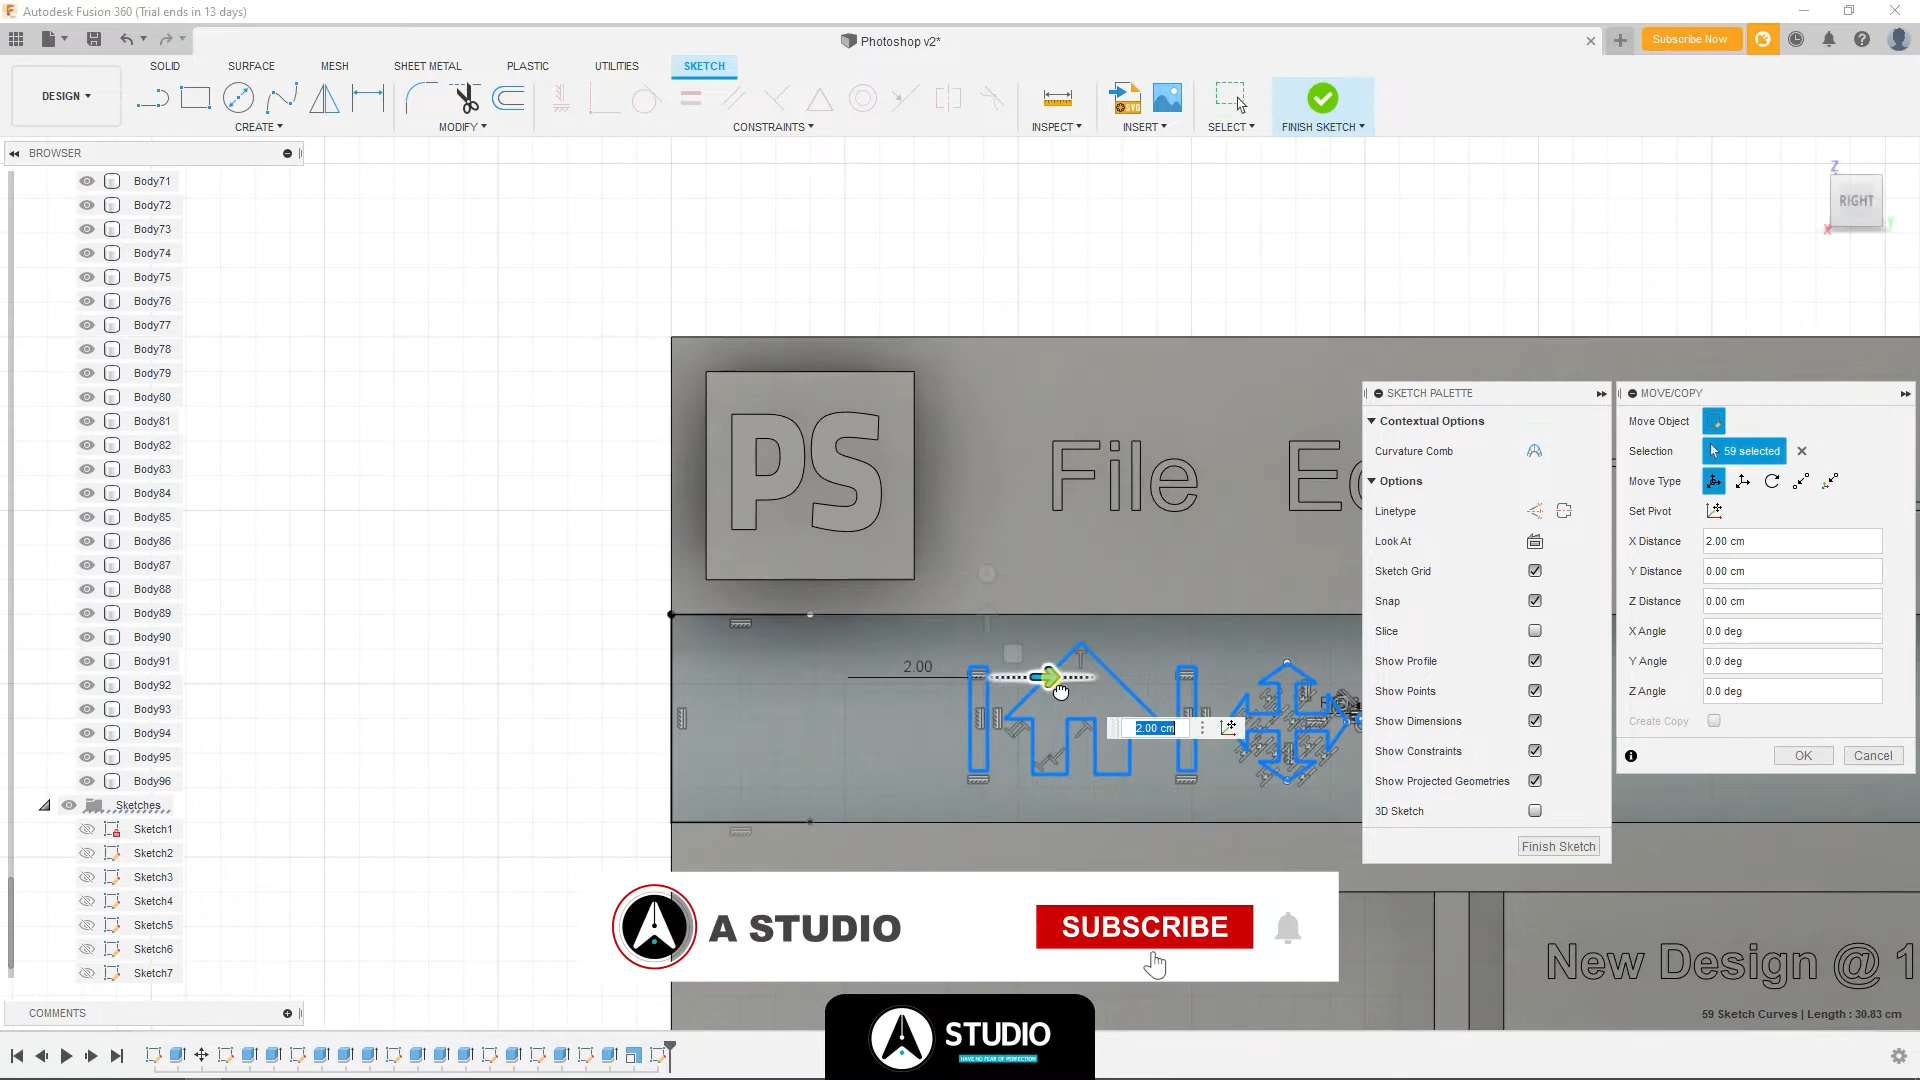 Autodesk Fusion 360 (Trial ends in 13 days)
Photoshop v2*
Subscribe Now
DESIGN
SOLID
SURFACE
MESH
SHEET METAL
PLASTIC
UTILITIES
SKETCH
SVG
CREATE
MODIFY
CONSTRAINTS
INSPECT
INSERT
SELECT
FINISH SKETCH
BROWSER
Body71
Body72
Body73
Body74
Body75
Body76
Body77
Body78
Body79
Body80
Body81
Body82
Body83
Body84
Body85
Body86
Body87
Body88
Body89
Body90
Body91
Body92
Body93
Body94
Body95
Body96
Sketches
Sketch1
Sketch2
Sketch3
Sketch4
Sketch5
Sketch6
Sketch7
COMMENTS
Z
RIGHT
X
Y
PS
File
2.00
2.00 cm
SKETCH PALETTE
Contextual Options
Curvature Comb
Options
Linetype
Look At
Sketch Grid
Snap
Slice
Show Profile
Show Points
Show Dimensions
Show Constraints
Show Projected Geometries
3D Sketch
Finish Sketch
MOVE/COPY
Move Object
Selection
59 selected
Move Type
Set Pivot
X Distance
2.00 cm
Y Distance
0.00 cm
Z Distance
0.00 cm
X Angle
0.0 deg
Y Angle
0.0 deg
Z Angle
0.0 deg
Create Copy
OK
Cancel
New Design @ 1
59 Sketch Curves | Length : 30.83 cm
A STUDIO
SUBSCRIBE
STUDIO
HAVE NO FEAR OF PERFECTION